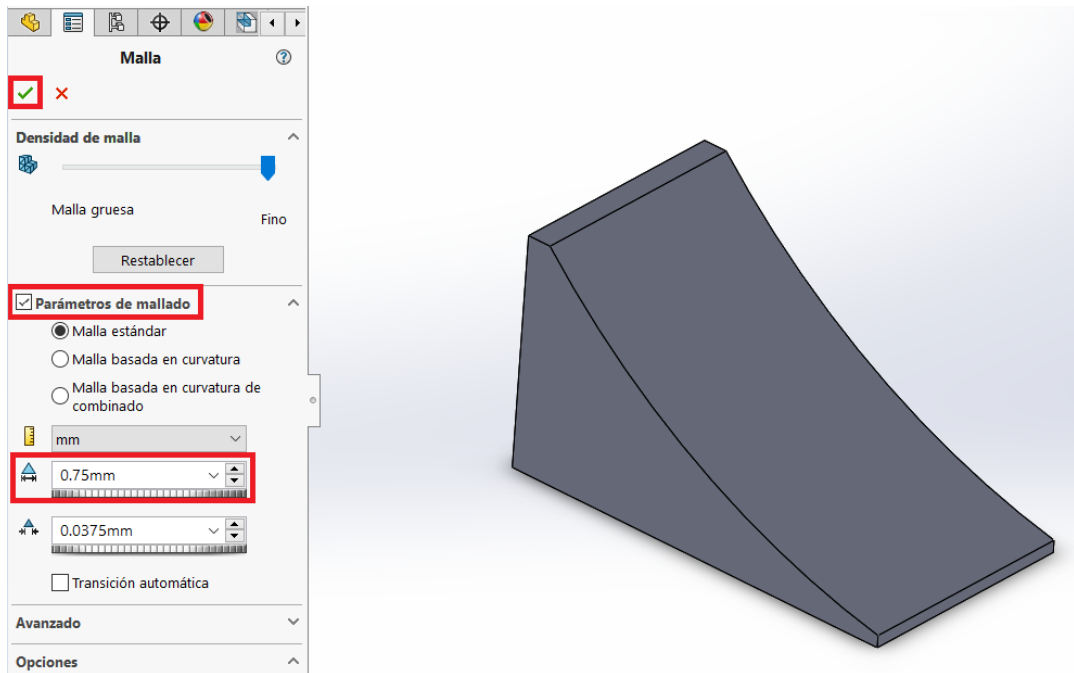 Malla
Densidad de malla
Malla gruesa
Fino
Restablecer
Parámetros de mallado
Malla estándar
Malla basada en curvatura
Malla basada en curvatura de
combinado
mm
0.75mm
0.0375mm
Transición automática
Avanzado
Opciones